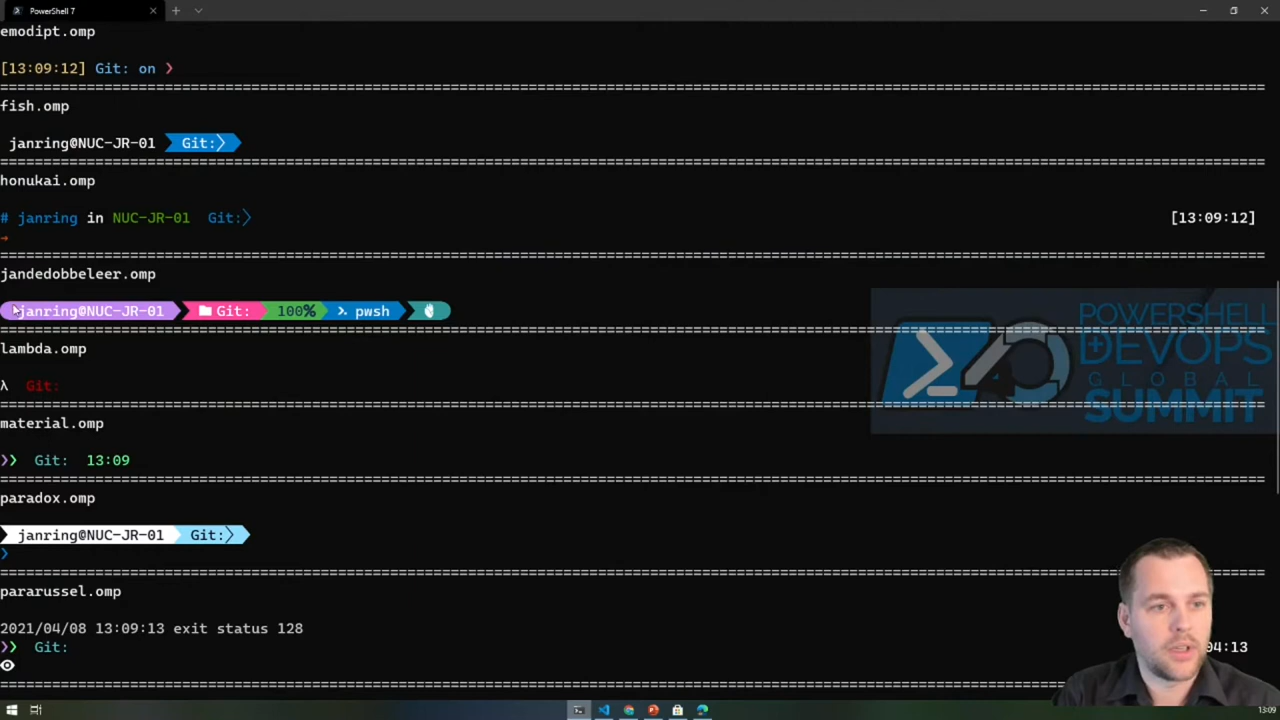 PowerShell 7
emodipt.omp
[13:09:12] Git: on ❯
================================================================================================================================================
fish.omp
janring@NUC-JR-01 Git:
================================================================================================================================================
honukai.omp
# janring in NUC-JR-01 Git: [13:09:12]
➜
================================================================================================================================================
jandedobbeleer.omp
janring@NUC-JR-01 Git: 100% pwsh
================================================================================================================================================
lambda.omp
λ Git:
================================================================================================================================================
material.omp
❯❯ Git: 13:09
================================================================================================================================================
paradox.omp
janring@NUC-JR-01 Git:
❯
================================================================================================================================================
pararussel.omp
2021/04/08 13:09:13 exit status 128
❯❯ Git: 04:13
================================================================================================================================================
POWERSHELL
+DEVOPS
GLOBAL
SUMMIT
13:09